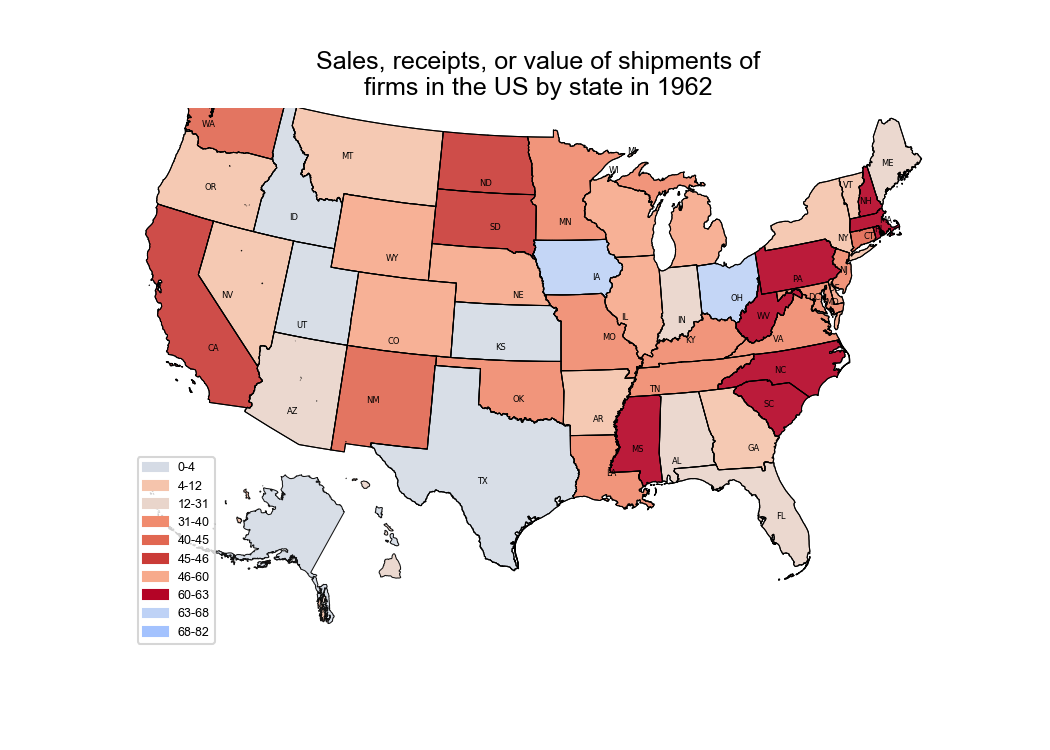 Sales, receipts, or value of shipments of
firms in the US by state in 1962
WA
MT
ND
MI
WI
ME
VT
NH
MA
OR
ID
SD
MN
NY
CT
WY
NE
IA
OH
PA
NJ
NV
UT
CO
KS
IL
IN
WV
DC
MD
VA
CA
MO
KY
NC
AZ
NM
OK
TN
SC
AR
GA
MS
AL
LA
TX
FL
0-4
4-12
12-31
31-40
40-45
45-46
46-60
60-63
63-68
68-82